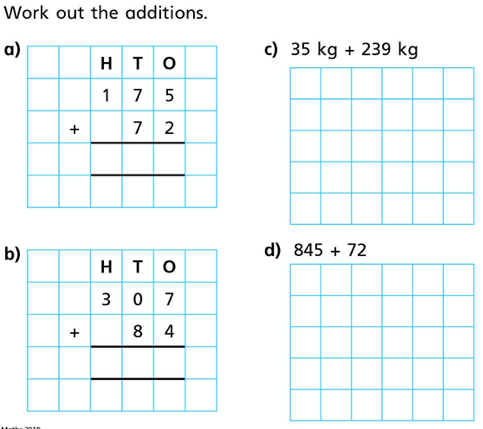 Work out the additions.
a)
H T O
1 7 5
+ 7 2
b)
H T O
3 0 7
+ 8 4
c) 35 kg + 239 kg
d) 845 + 72